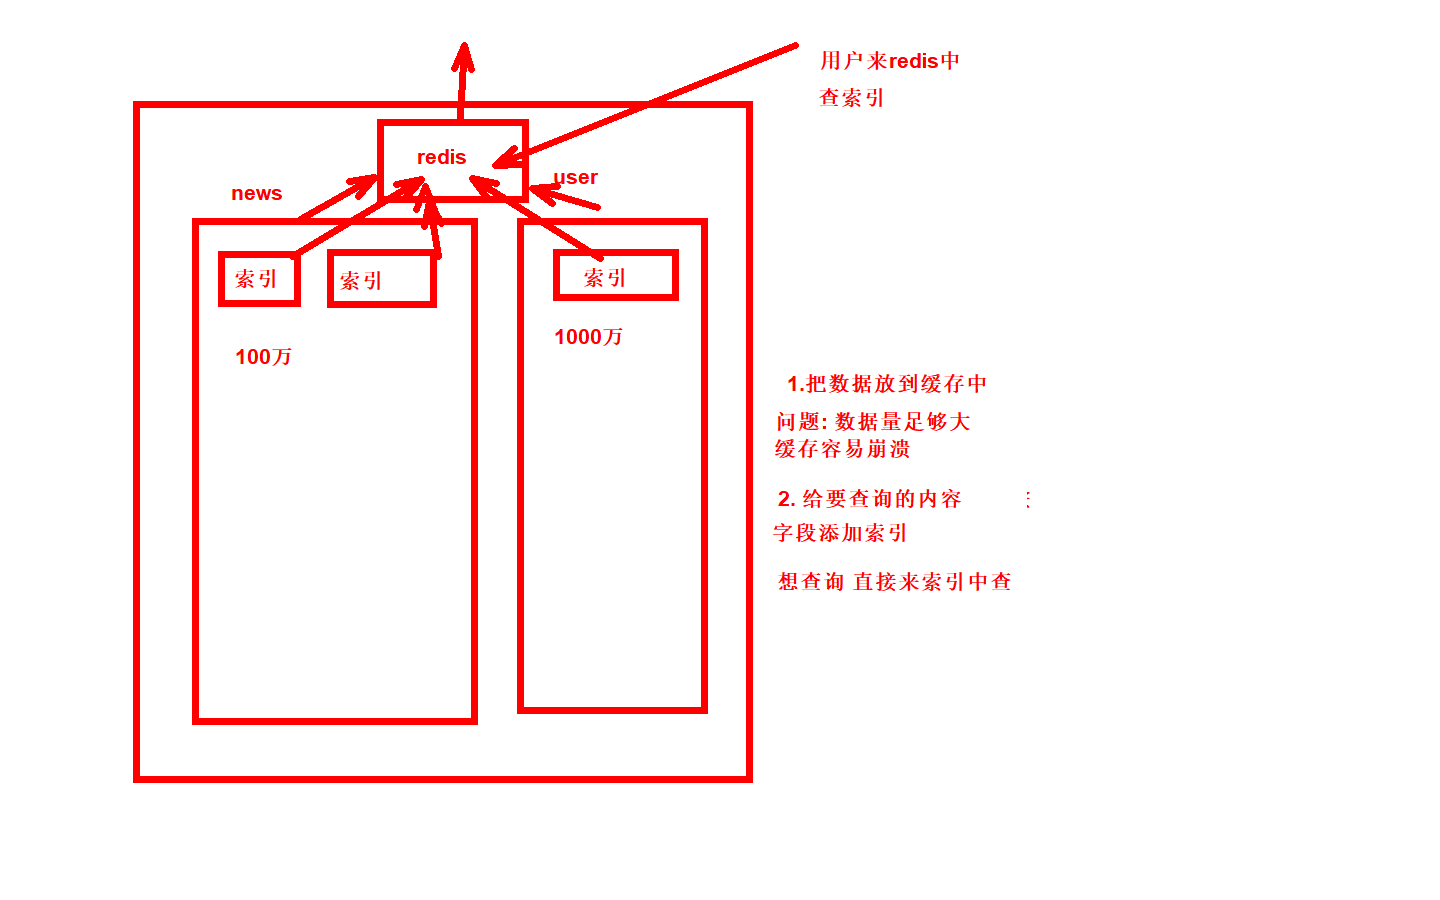 用户来redis中
查索引
redis
user
news
索引
索引
索引
100万
1000万
1.把数据放到缓存中
问题: 数据量足够大
缓存容易崩溃
2. 给要查询的内容
字段添加索引
想查询 直接来索引中查